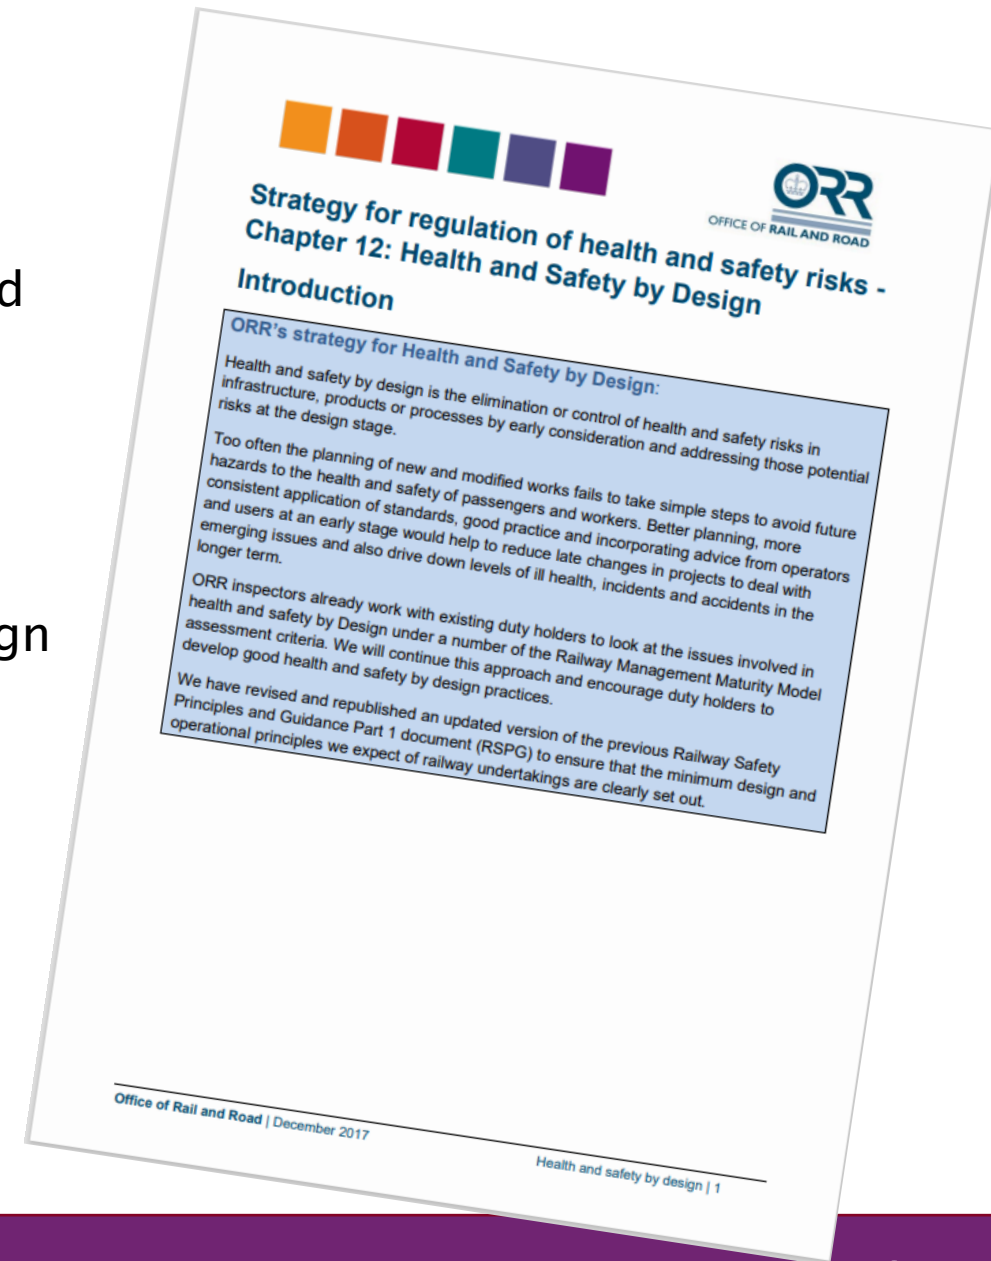 d
gn
ORR
OFFICE OF RAIL AND ROAD
Strategy for regulation of health and safety risks -
Chapter 12: Health and Safety by Design
Introduction
ORR's strategy for Health and Safety by Design:
Health and safety by design is the elimination or control of health and safety risks in
infrastructure, products or processes by early consideration and addressing those potential
risks at the design stage.
Too often the planning of new and modified works fails to take simple steps to avoid future
hazards to the health and safety of passengers and workers. Better planning, more
consistent application of standards, good practice and incorporating advice from operators
and users at an early stage would help to reduce late changes in projects to deal with
emerging issues and also drive down levels of ill health, incidents and accidents in the
longer term.
ORR inspectors already work with existing duty holders to look at the issues involved in
health and safety by Design under a number of the Railway Management Maturity Model
assessment criteria. We will continue this approach and encourage duty holders to
develop good health and safety by design practices.
We have revised and republished an updated version of the previous Railway Safety
Principles and Guidance Part 1 document (RSPG) to ensure that the minimum design and
operational principles we expect of railway undertakings are clearly set out.
Office of Rail and Road | December 2017
Health and safety by design | 1